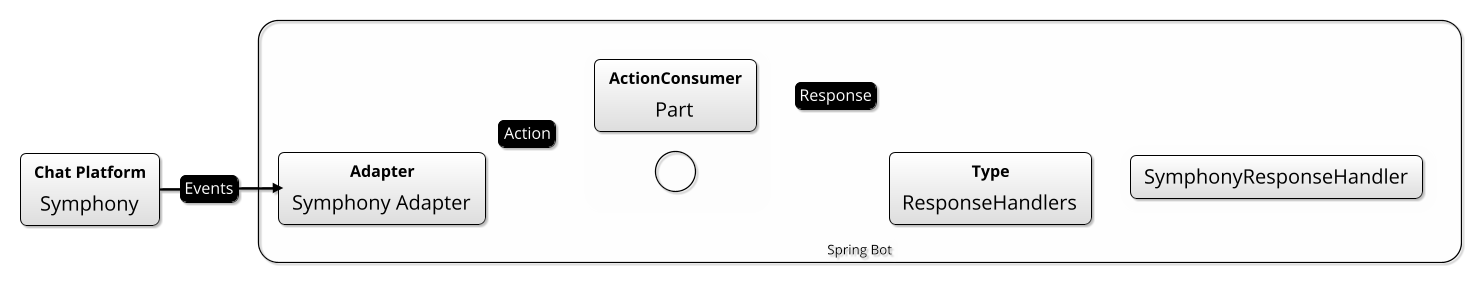 Chat Platform
Symphony
Events
Adapter
Symphony Adapter
Action
ActionConsumer
Part
Response
Type
ResponseHandlers
SymphonyResponseHandler
Spring Bot